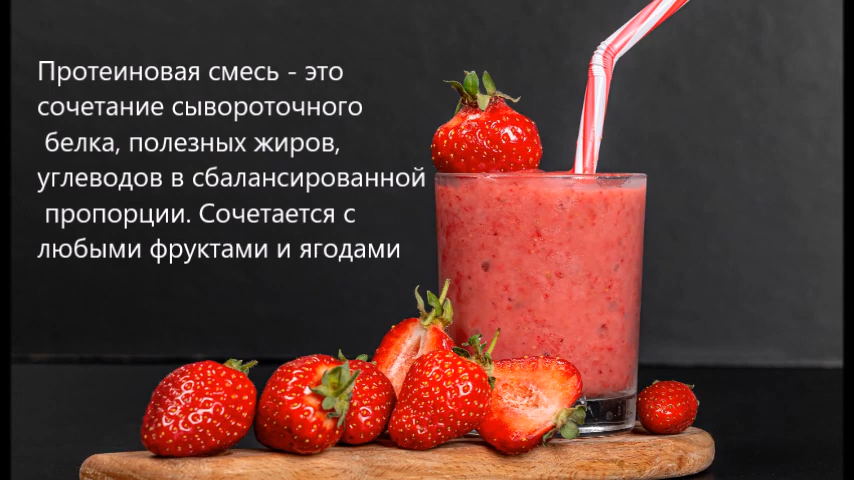 Протеиновая смесь - это
сочетание сывороточного
белка, полезных жиров,
углеводов в сбалансированной
пропорции. Сочетается с
любыми фруктами и ягодами